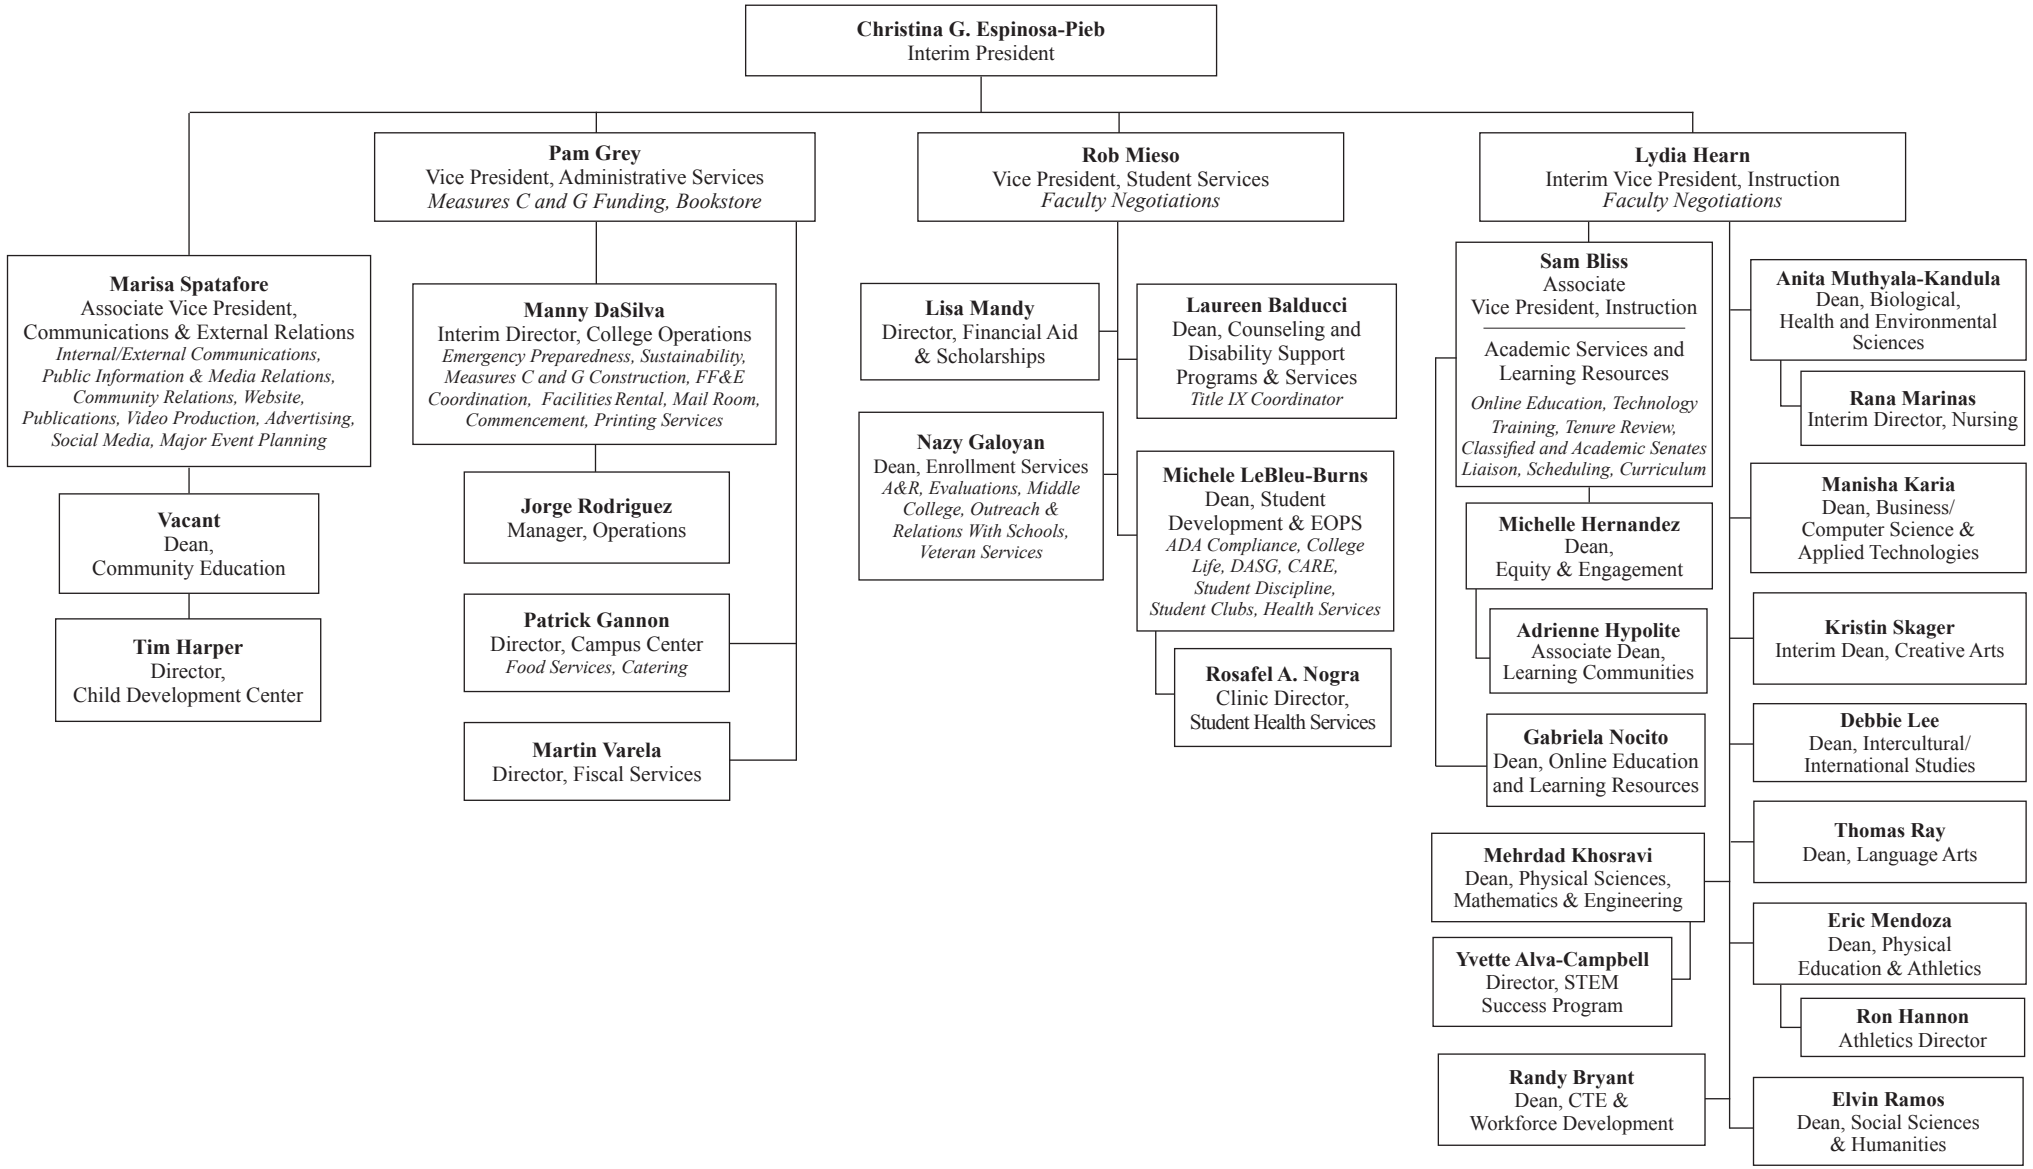 Christina G. Espinosa-Pieb
Interim President
Pam Grey
Vice President, Administrative Services
Measures C and G Funding, Bookstore
Rob Mieso
Vice President, Student Services
Faculty Negotiations
Lydia Hearn
Interim Vice President, Instruction
Faculty Negotiations
Marisa Spatafore
Associate Vice President,
Communications & External Relations
Internal/External Communications,
Public Information & Media Relations,
Community Relations, Website,
Publications, Video Production, Advertising,
Social Media, Major Event Planning
Vacant
Dean,
Community Education
Tim Harper
Director,
Child Development Center
Manny DaSilva
Interim Director, College Operations
Emergency Preparedness, Sustainability,
Measures C and G Construction, FF&E
Coordination, Facilities Rental, Mail Room,
Commencement, Printing Services
Jorge Rodriguez
Manager, Operations
Patrick Gannon
Director, Campus Center
Food Services, Catering
Martin Varela
Director, Fiscal Services
Lisa Mandy
Director, Financial Aid
& Scholarships
Nazy Galoyan
Dean, Enrollment Services
A&R, Evaluations, Middle
College, Outreach &
Relations With Schools,
Veteran Services
Laureen Balducci
Dean, Counseling and
Disability Support
Programs & Services
Title IX Coordinator
Michele LeBleu-Burns
Dean, Student
Development & EOPS
ADA Compliance, College
Life, DASG, CARE,
Student Discipline,
Student Clubs, Health Services
Rosafel A. Nogra
Clinic Director,
Student Health Services
Sam Bliss
Associate
Vice President, Instruction
Academic Services and
Learning Resources
Online Education, Technology
Training, Tenure Review,
Classified and Academic Senates
Liaison, Scheduling, Curriculum
Michelle Hernandez
Dean,
Equity & Engagement
Adrienne Hypolite
Associate Dean,
Learning Communities
Gabriela Nocito
Dean, Online Education
and Learning Resources
Mehrdad Khosravi
Dean, Physical Sciences,
Mathematics & Engineering
Yvette Alva-Campbell
Director, STEM
Success Program
Randy Bryant
Dean, CTE &
Workforce Development
Anita Muthyala-Kandula
Dean, Biological,
Health and Environmental
Sciences
Rana Marinas
Interim Director, Nursing
Manisha Karia
Dean, Business/
Computer Science &
Applied Technologies
Kristin Skager
Interim Dean, Creative Arts
Debbie Lee
Dean, Intercultural/
International Studies
Thomas Ray
Dean, Language Arts
Eric Mendoza
Dean, Physical
Education & Athletics
Ron Hannon
Athletics Director
Elvin Ramos
Dean, Social Sciences
& Humanities